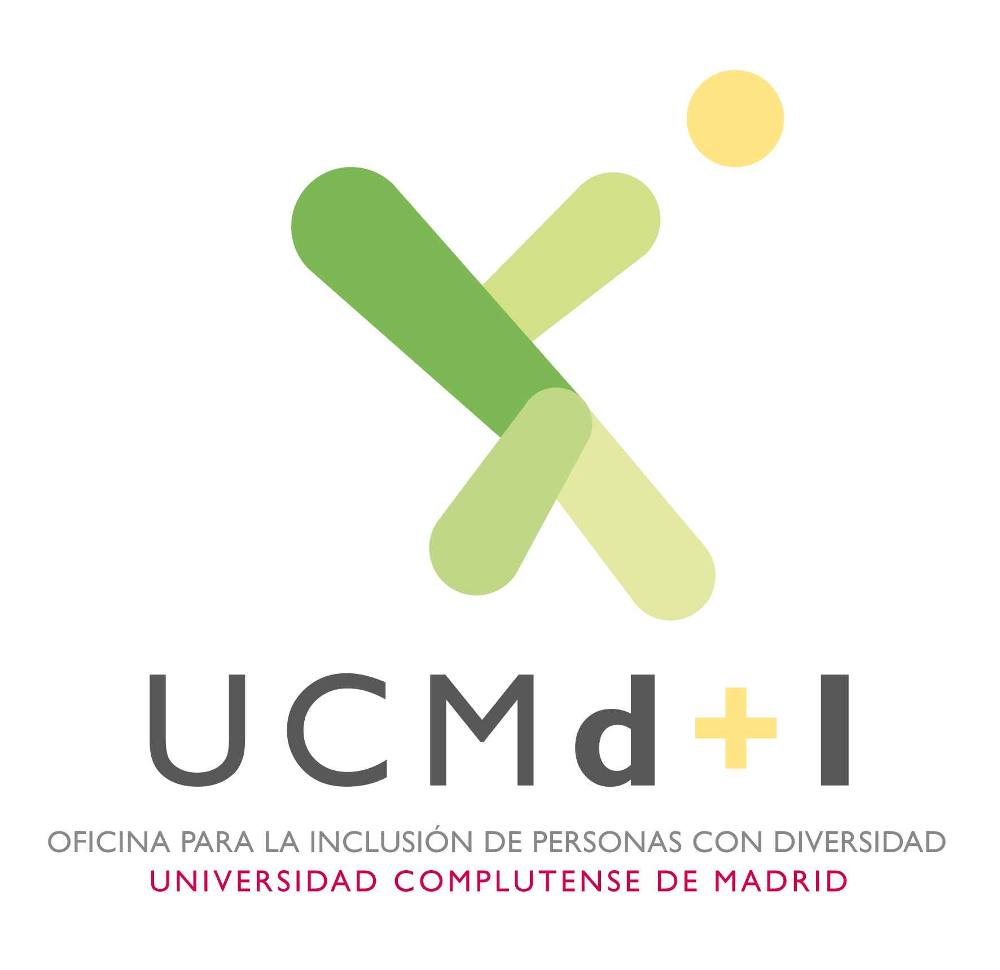 UCMd+I
OFICINA PARA LA INCLUSIÓN DE PERSONAS CON DIVERSIDAD
UNIVERSIDAD COMPLUTENSE DE MADRID